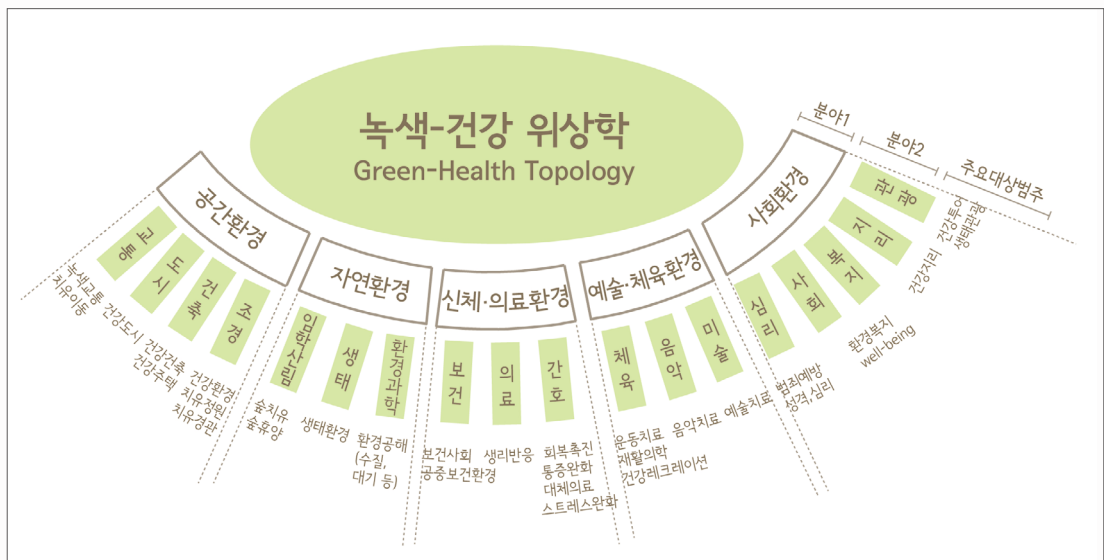 녹색-건강 위상학
Green-Health Topology
분야1
분야2
주요대상범주
공간환경
교통
도시
건축
조경
녹색교통
치유이동
건강도시
건강건축
건강주택
건강환경
치유정원
치유경관
자연환경
임학산림
생태
환경과학
숲치유
숲휴양
생태환경
환경공해
(수질,
대기 등)
신체·의료환경
보건
의료
간호
보건사회
공중보건환경
생리반응
회복촉진
통증완화
대체의료
스트레스완화
예술·체육환경
체육
음악
미술
운동치료
재활의학
건강레크레이션
음악치료
예술치료
사회환경
심리
사회
복지
지리
관광
범죄예방
성격,심리
환경복지
well-being
건강지리
건강투어
생태관광